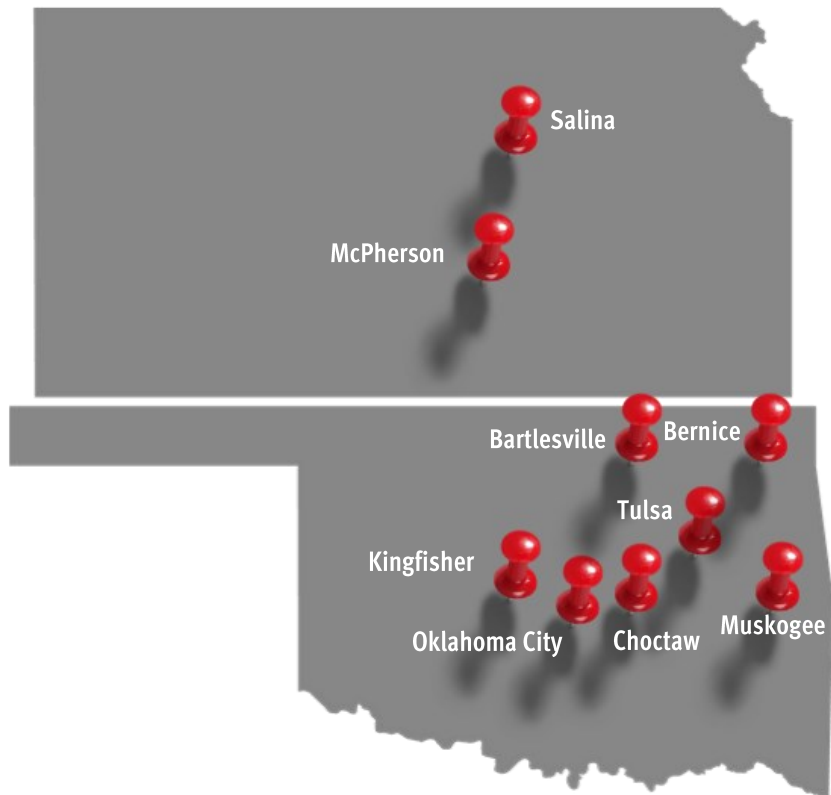 Salina
McPherson
Bartlesville
Bernice
Tulsa
Kingfisher
Oklahoma City
Choctaw
Muskogee